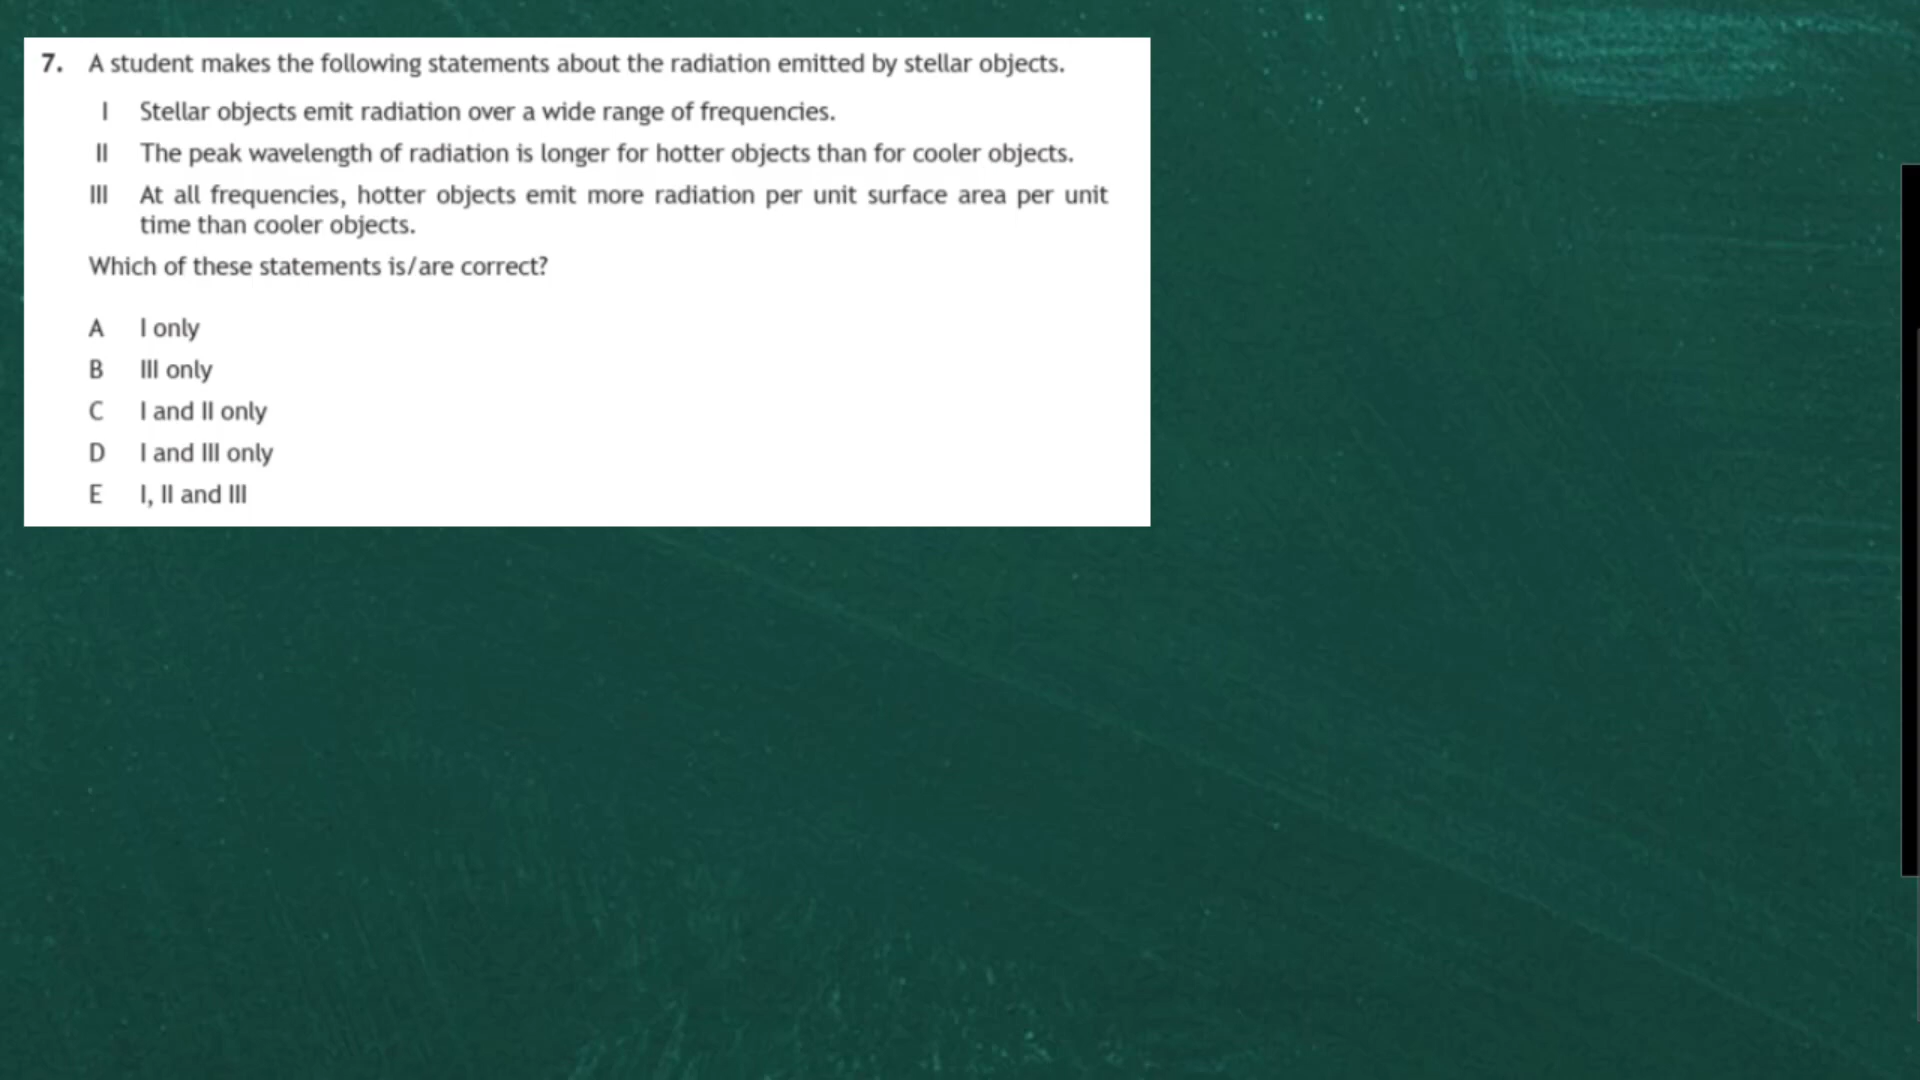 7. A student makes the following statements about the radiation emitted by stellar objects.
I Stellar objects emit radiation over a wide range of frequencies.
II The peak wavelength of radiation is longer for hotter objects than for cooler objects.
III At all frequencies, hotter objects emit more radiation per unit surface area per unit
time than cooler objects.
Which of these statements is/are correct?
A I only
B III only
C I and II only
D I and III only
E I, II and III